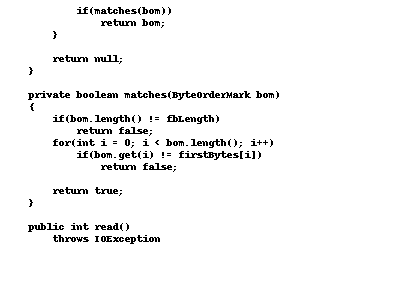 if(matches(bom))
return bom;
}
return null;
}
private boolean matches(ByteOrderMark bom)
{
if(bom.length() != fbLength)
return false;
for(int i = 0; i < bom.length(); i++)
if(bom.get(i) != firstBytes[i])
return false;
return true;
}
public int read()
throws IOException